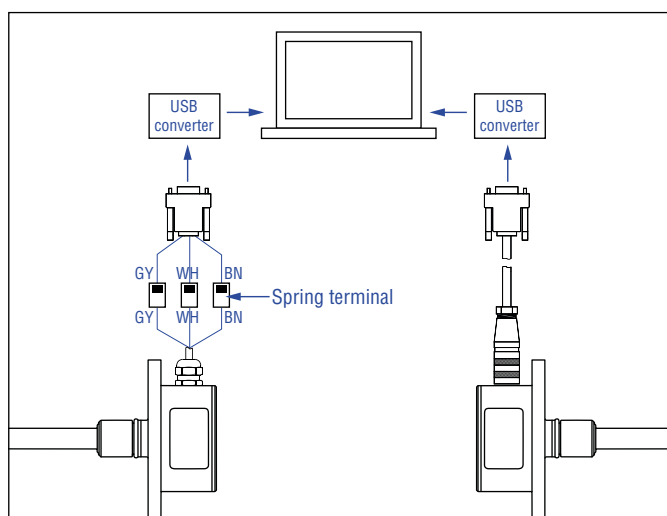 USB
converter
USB
converter
GY WH BN
Spring terminal
GY WH BN